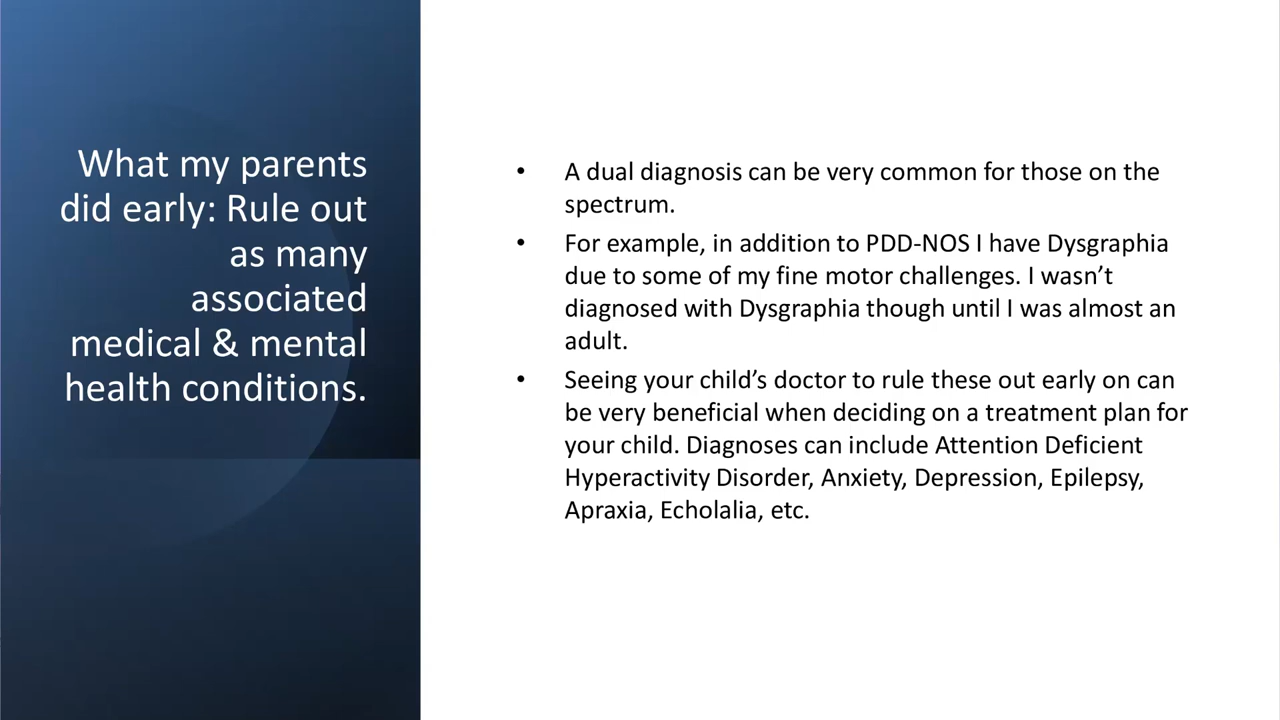 What my parents
did early: Rule out
as many
associated
medical & mental
health conditions.
• A dual diagnosis can be very common for those on the
spectrum.
• For example, in addition to PDD-NOS I have Dysgraphia
due to some of my fine motor challenges. I wasn’t
diagnosed with Dysgraphia though until I was almost an
adult.
• Seeing your child’s doctor to rule these out early on can
be very beneficial when deciding on a treatment plan for
your child. Diagnoses can include Attention Deficient
Hyperactivity Disorder, Anxiety, Depression, Epilepsy,
Apraxia, Echolalia, etc.